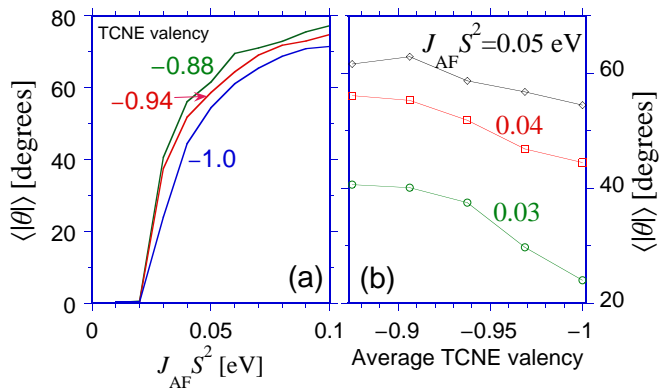 80
60
40
20
0
⟨|θ|⟩ [degrees]
TCNE valency
−0.88
−0.94
−1.0
(a)
0
0.05
0.1
J_AF S² [eV]
J_AF S²=0.05 eV
0.04
0.03
(b)
−0.9
−0.95
−1
Average TCNE valency
60
40
20
⟨|θ|⟩ [degrees]